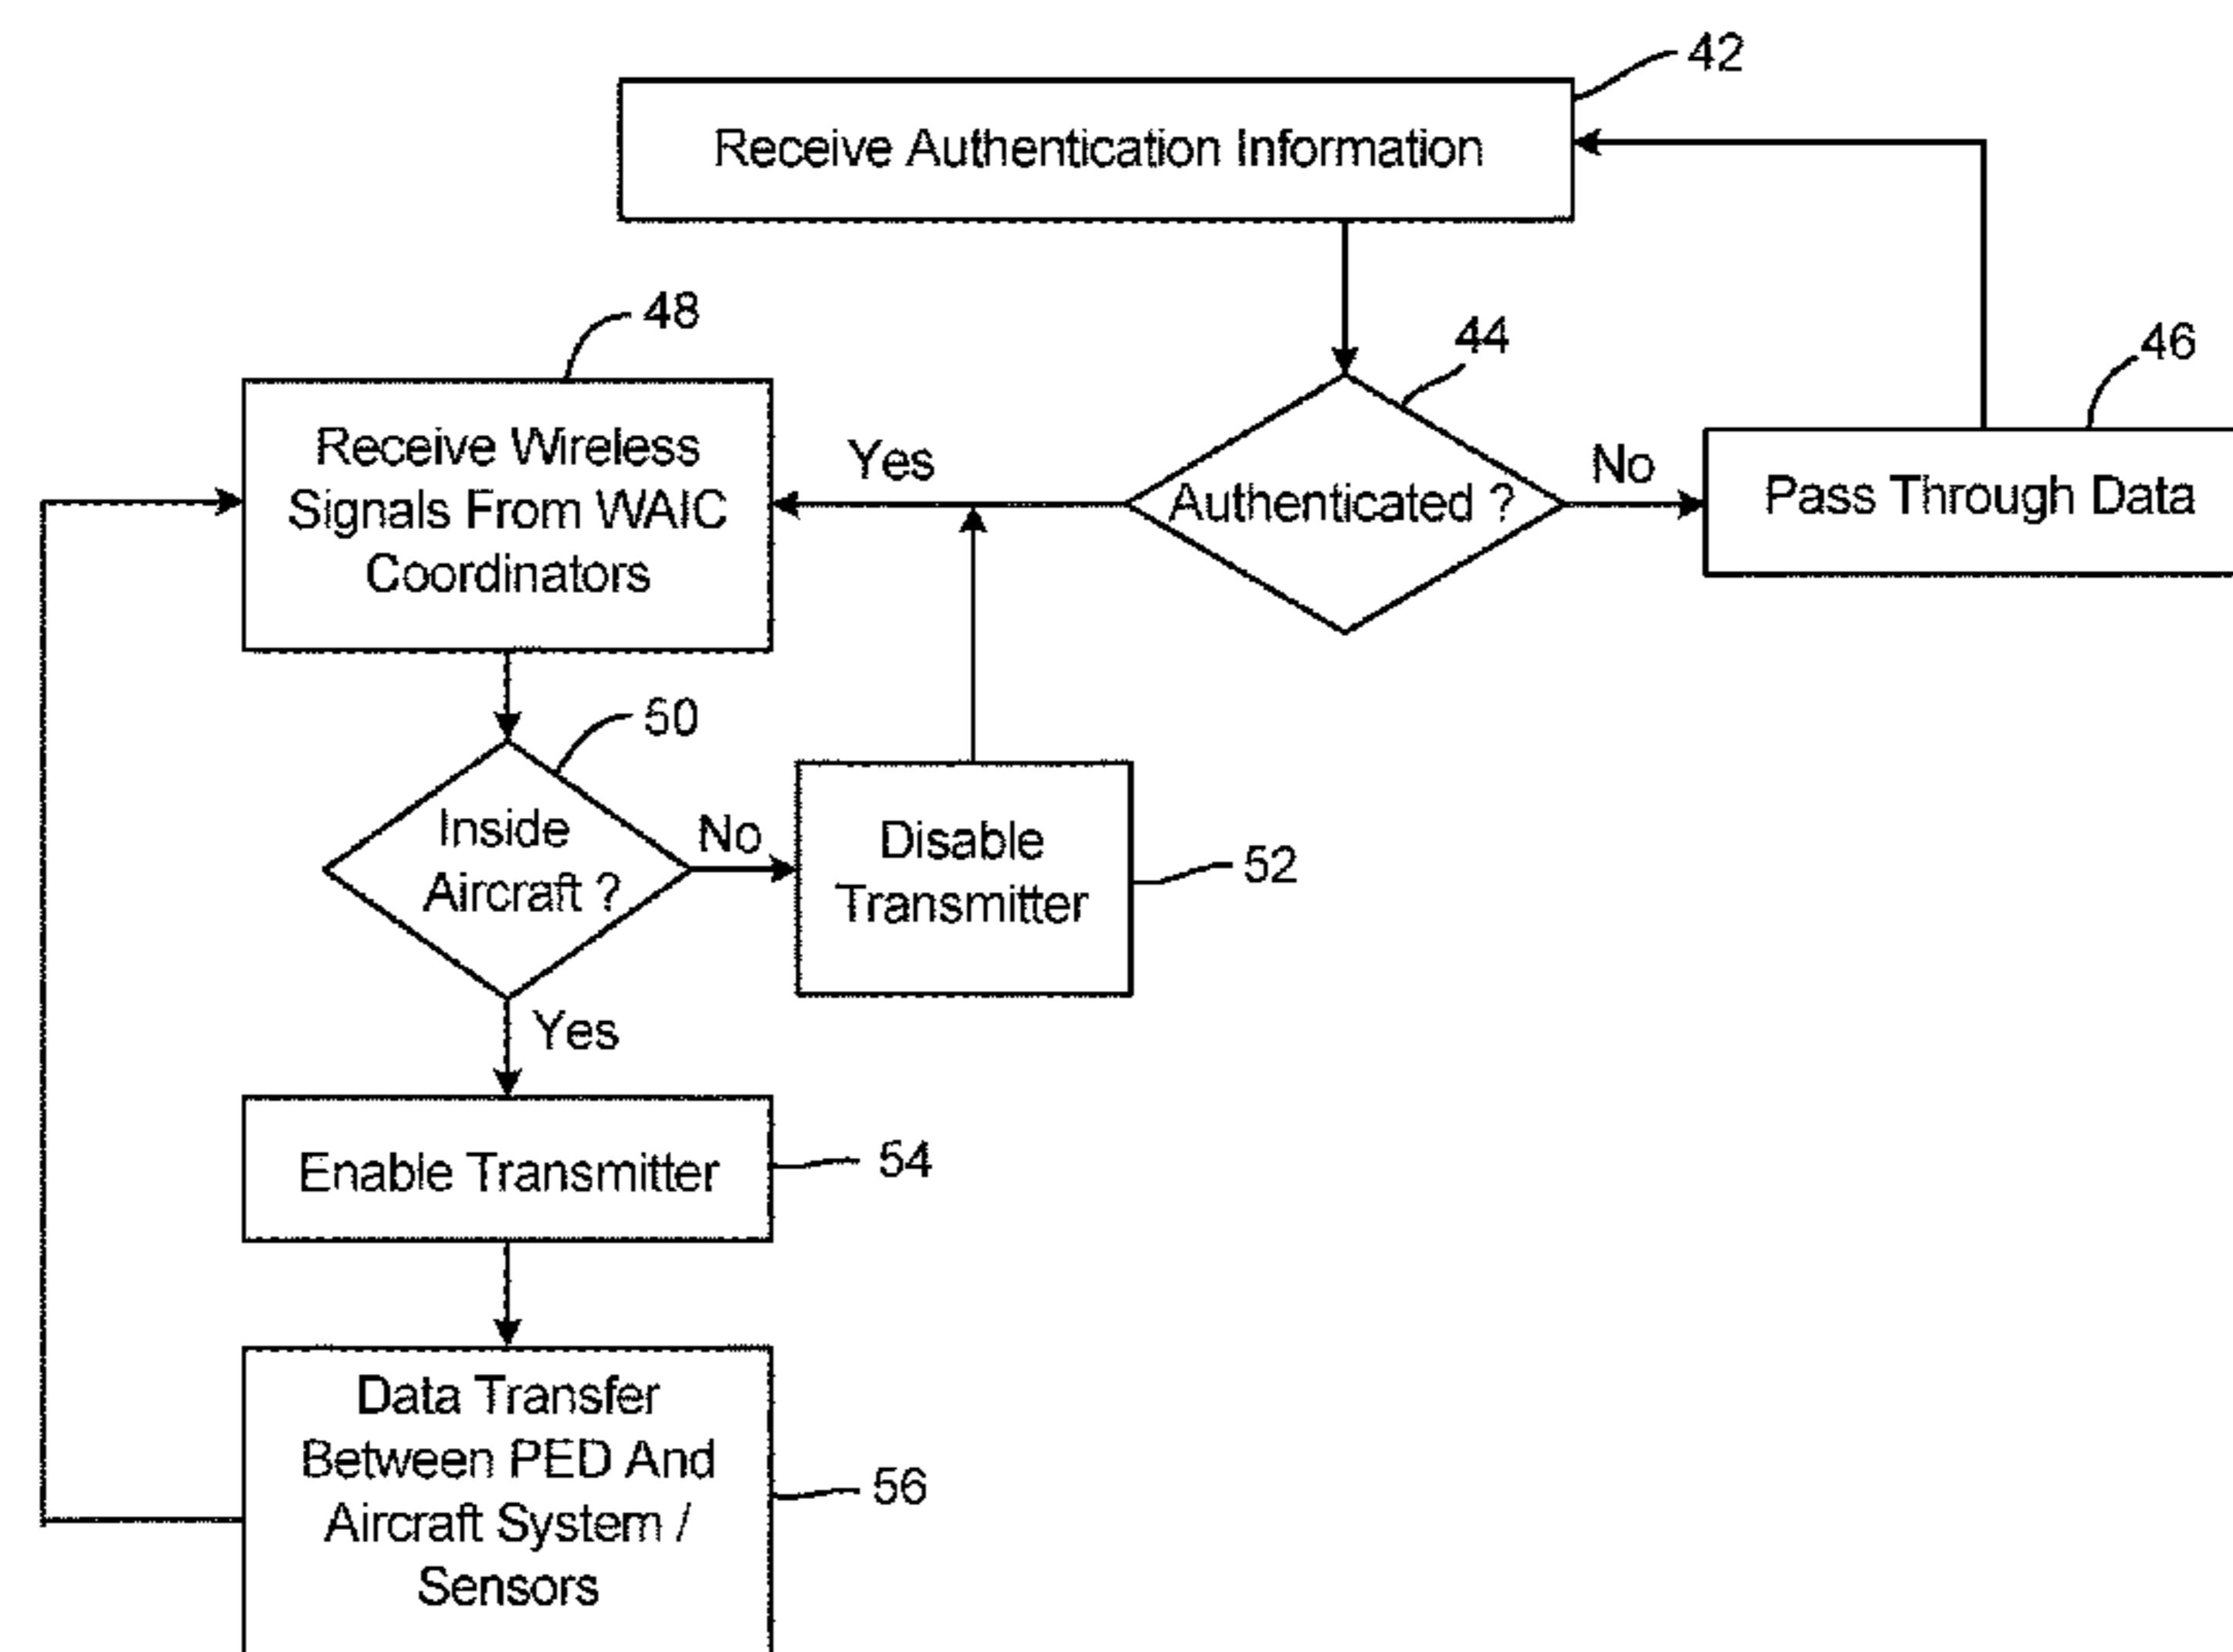 42
Receive Authentication Information
48
44
46
Receive Wireless
Signals From WAIC
Coordinators
Yes
Authenticated ?
No
Pass Through Data
50
Inside
Aircraft ?
No
Disable
Transmitter
52
Yes
Enable Transmitter
54
Data Transfer
Between PED And
Aircraft System /
Sensors
56